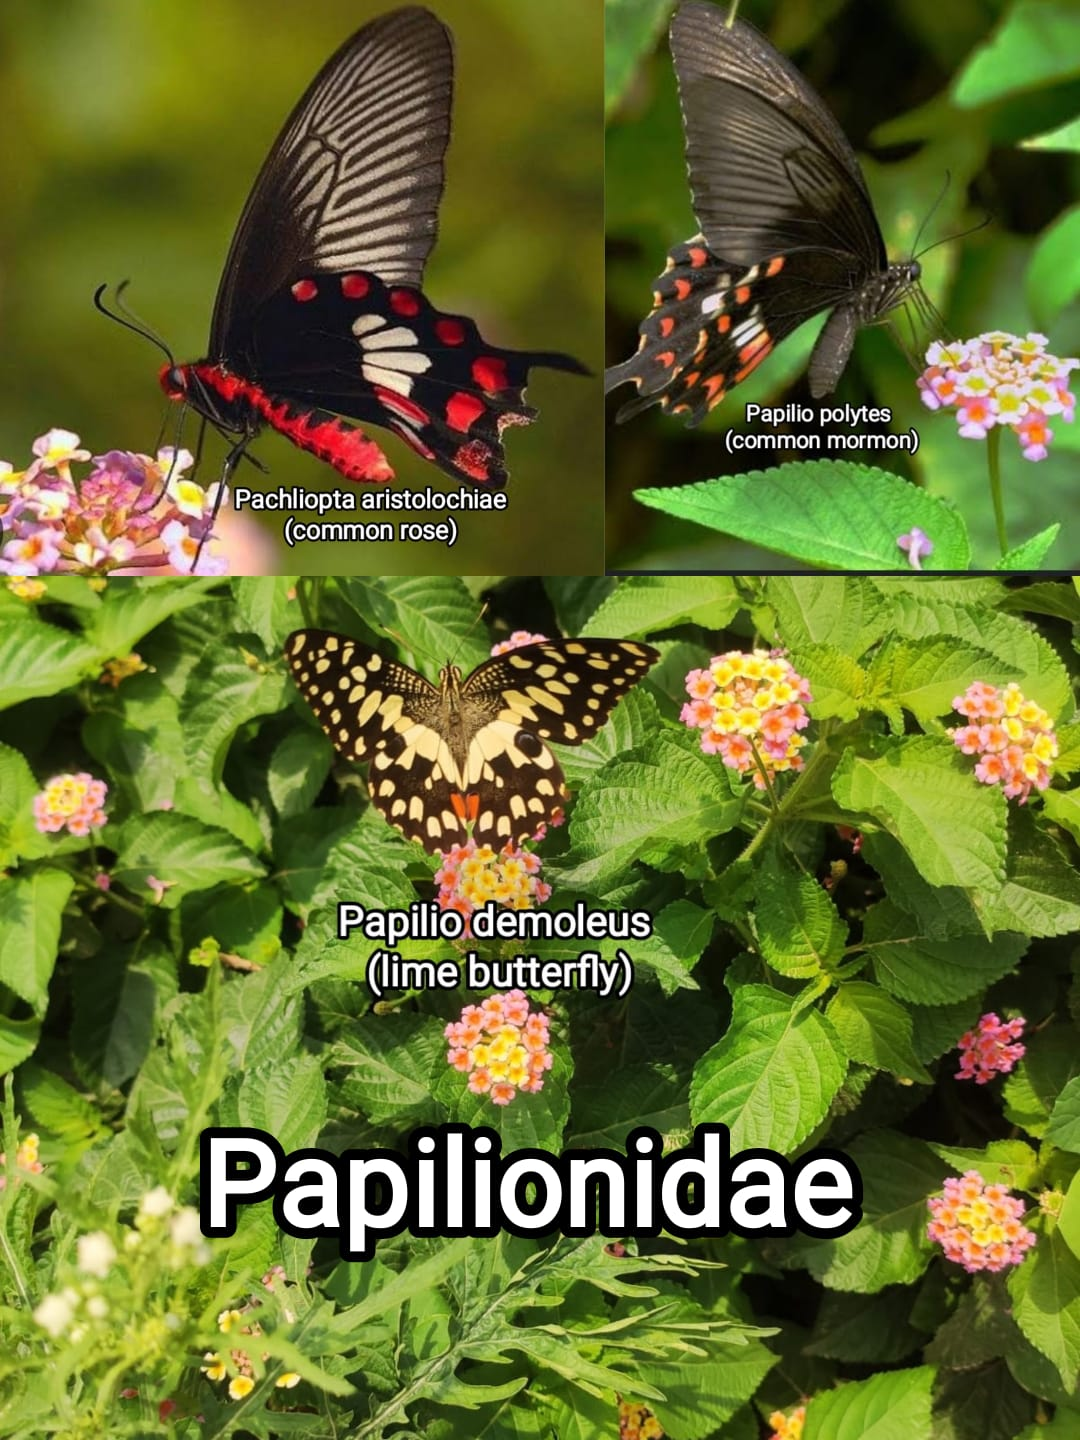 Pachliopta aristolochiae
(common rose)
Papilio polytes
(common mormon)
Papilio demoleus
(lime butterfly)
Papilionidae